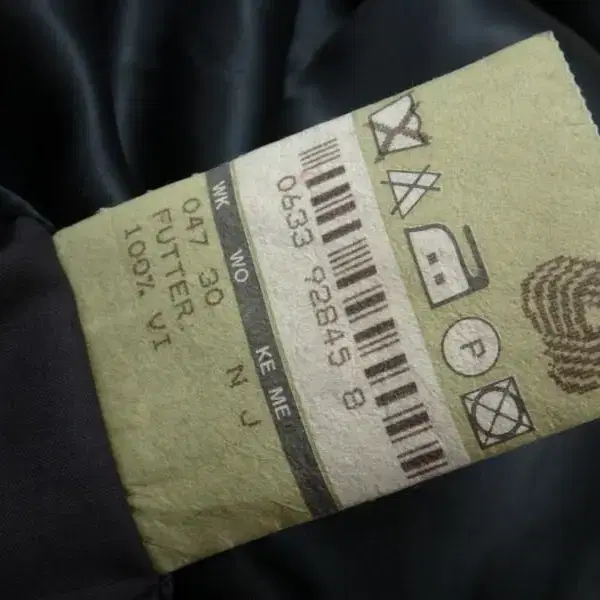 WK WO KE ME
047 30 N J
FUTTER.
100% VI
0633 92845 8
P